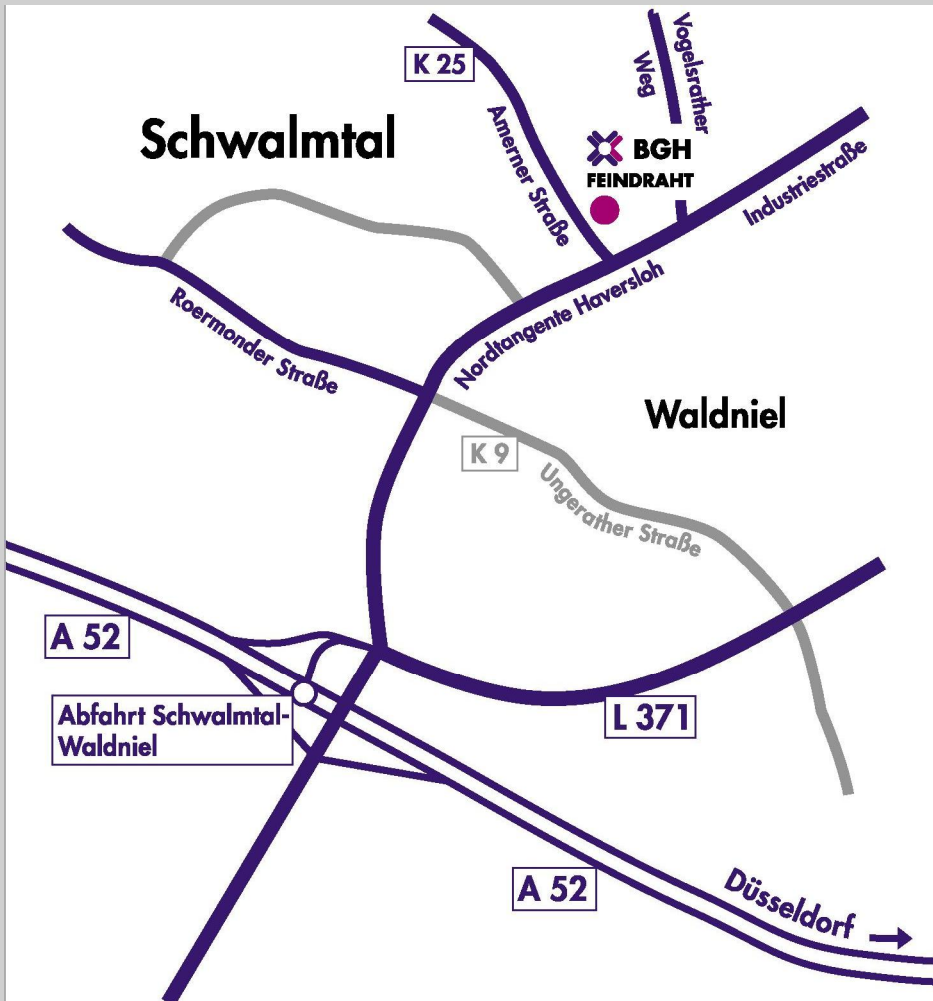 K 25
Vogelsrather
Weg
Schwalmtal
Amerner Straße
BGH
FEINDRAHT
Industriestraße
Nordtangente Haversloh
Roermonder Straße
Waldniel
K 9
Ungerather Straße
A 52
Abfahrt Schwalmtal-
Waldniel
L 371
A 52
Düsseldorf